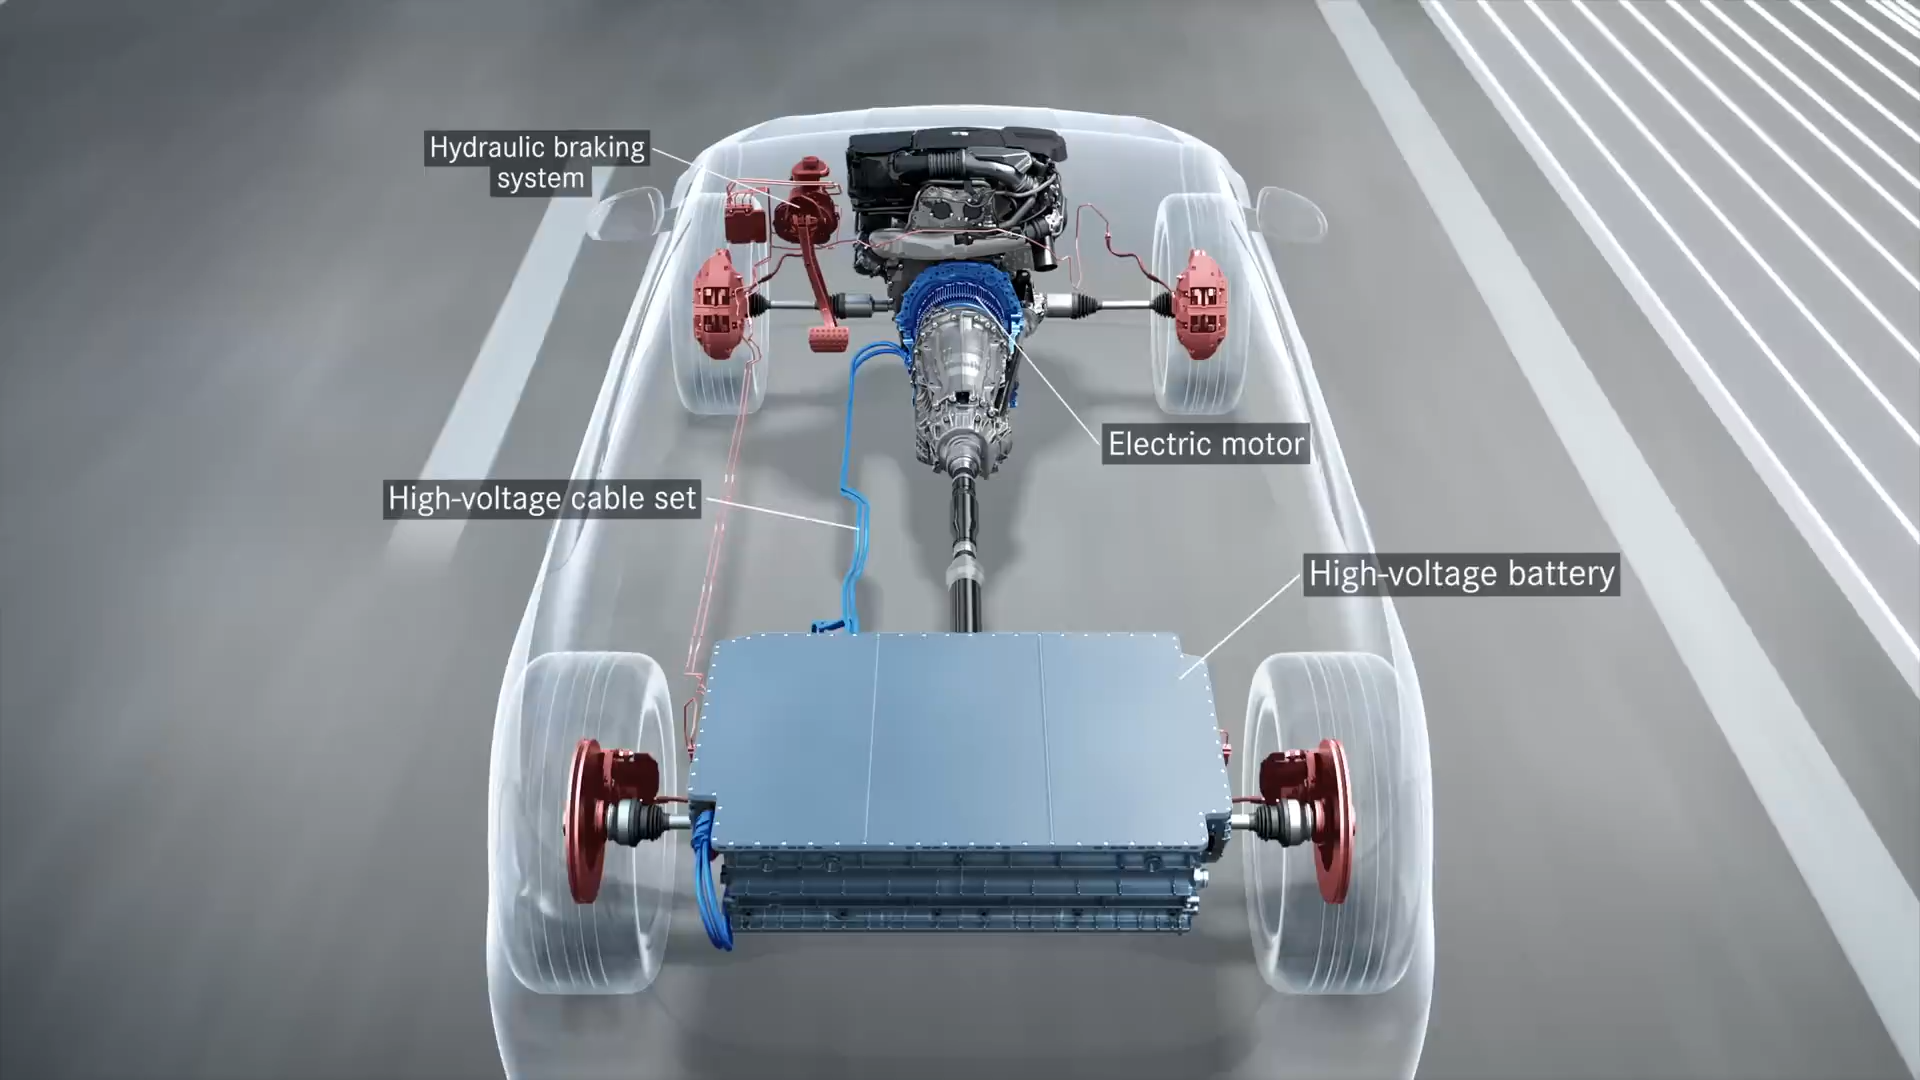 Hydraulic braking
system
Electric motor
High-voltage cable set
High-voltage battery